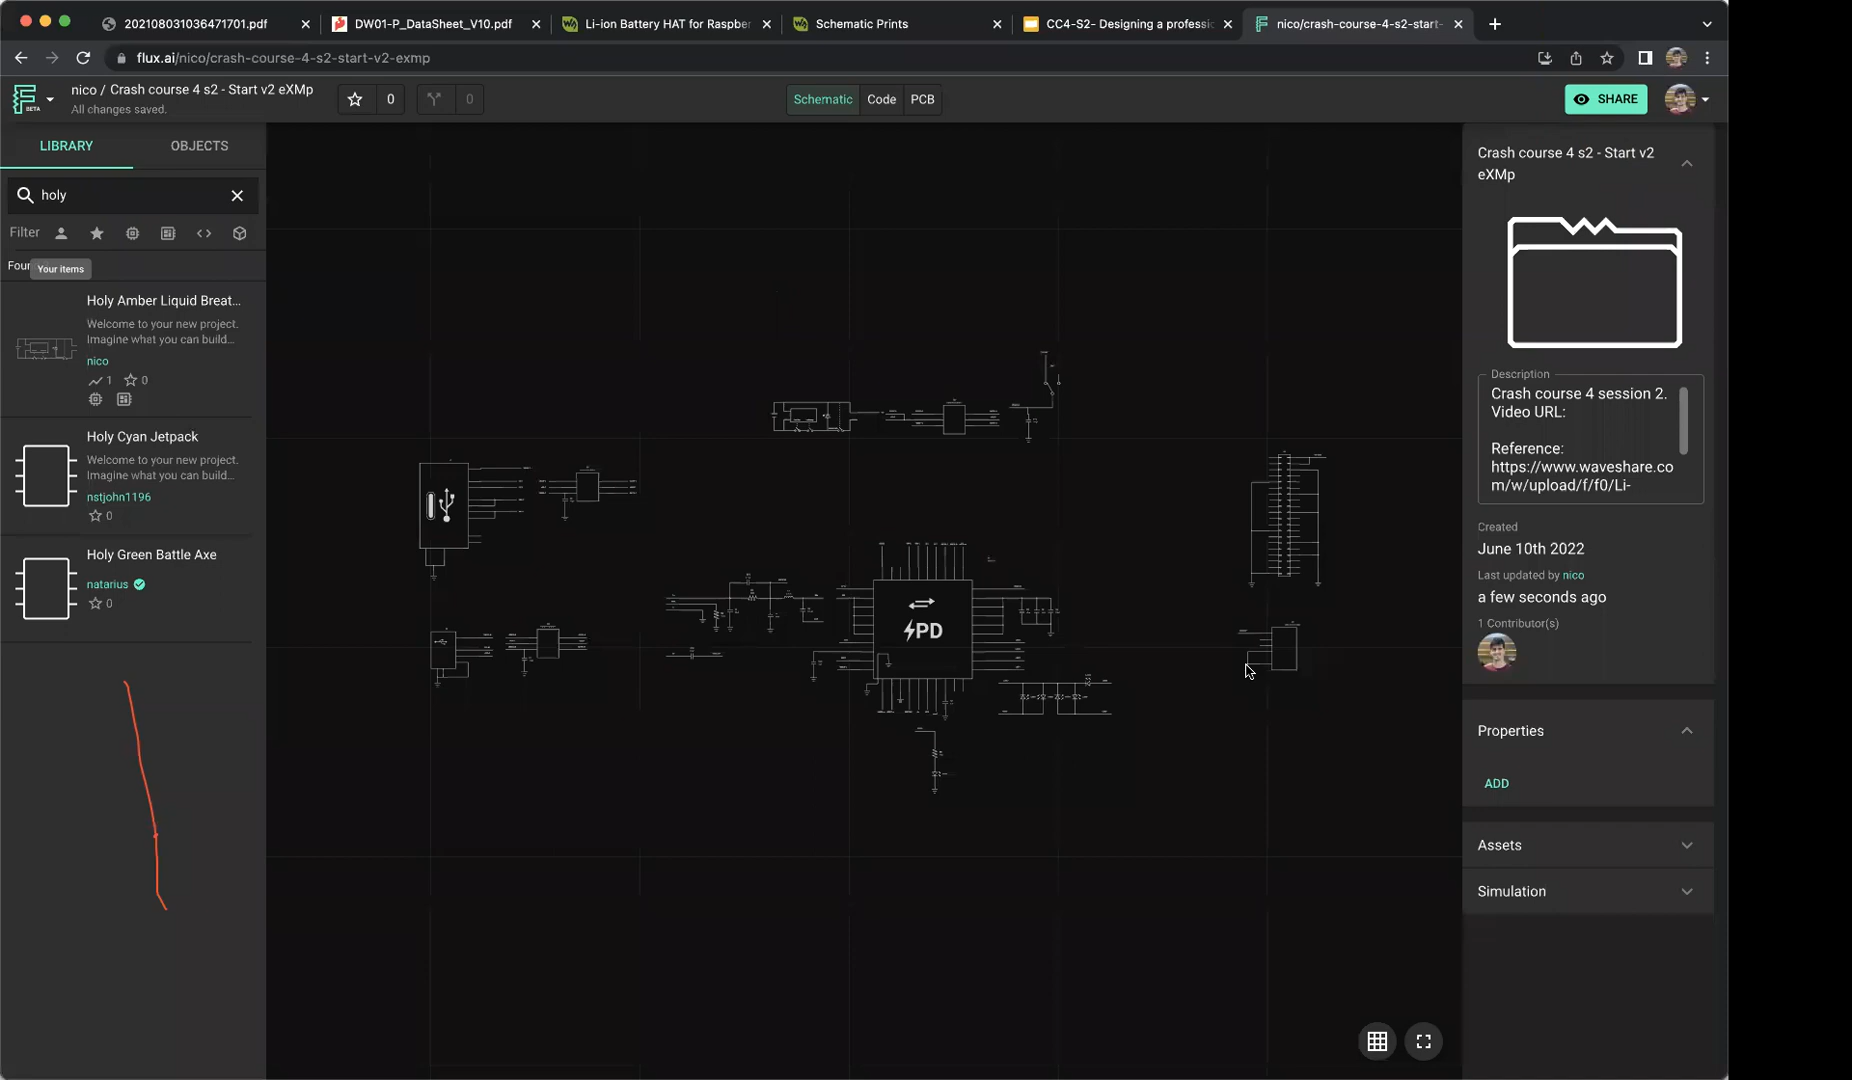 202108031036471701.pdf
DW01-P_DataSheet_V10.pdf
Li-ion Battery HAT for Raspber
Schematic Prints
CC4-S2- Designing a professio
nico/crash-course-4-s2-start-
flux.ai/nico/crash-course-4-s2-start-v2-exmp
BETA
nico / Crash course 4 s2 - Start v2 eXMp
All changes saved.
0
0
Schematic
Code
PCB
SHARE
LIBRARY
OBJECTS
holy
Filter
Your items
Holy Amber Liquid Breat...
Welcome to your new project.
Imagine what you can build...
nico
1
0
Holy Cyan Jetpack
Welcome to your new project.
Imagine what you can build...
nstjohn1196
0
Holy Green Battle Axe
natarius
0
PD
Crash course 4 s2 - Start v2
eXMp
Description
Crash course 4 session 2.
Video URL:
Reference:
https://www.waveshare.co
m/w/upload/f/f0/Li-
Created
June 10th 2022
Last updated by nico
a few seconds ago
1 Contributor(s)
Properties
ADD
Assets
Simulation